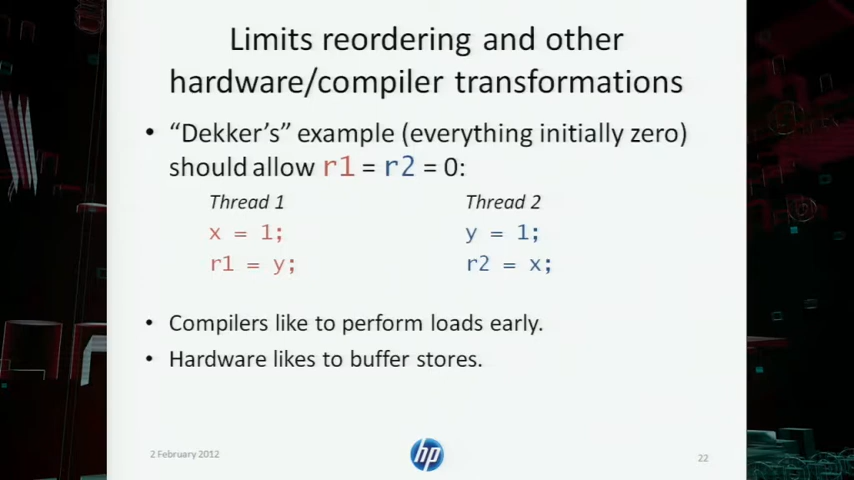 Limits reordering and other
hardware/compiler transformations
• "Dekker's" example (everything initially zero)
should allow r1 = r2 = 0:
Thread 1
x = 1;
r1 = y;
Thread 2
y = 1;
r2 = x;
• Compilers like to perform loads early.
• Hardware likes to buffer stores.
2 February 2012
hp
22